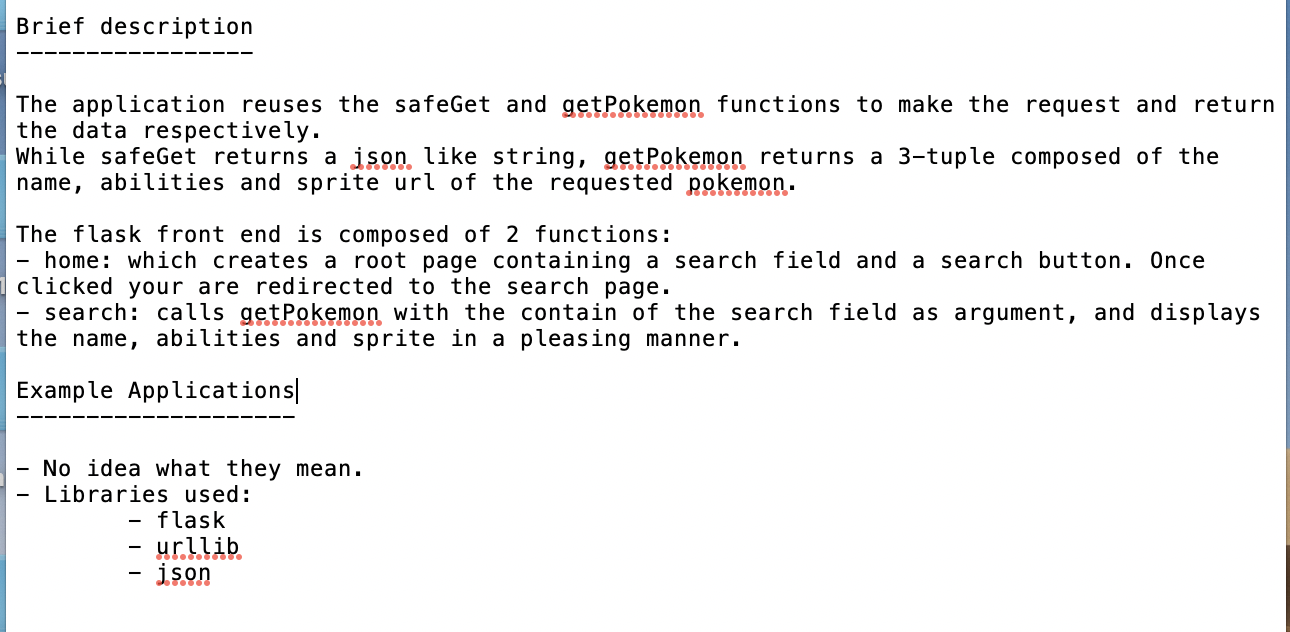 Brief description
-----------------
The application reuses the safeGet and getPokemon functions to make the request and return
the data respectively.
While safeGet returns a json like string, getPokemon returns a 3-tuple composed of the
name, abilities and sprite url of the requested pokemon.
The flask front end is composed of 2 functions:
- home: which creates a root page containing a search field and a search button. Once
clicked your are redirected to the search page.
- search: calls getPokemon with the contain of the search field as argument, and displays
the name, abilities and sprite in a pleasing manner.
Example Applications
--------------------
- No idea what they mean.
- Libraries used:
- flask
- urllib
- json